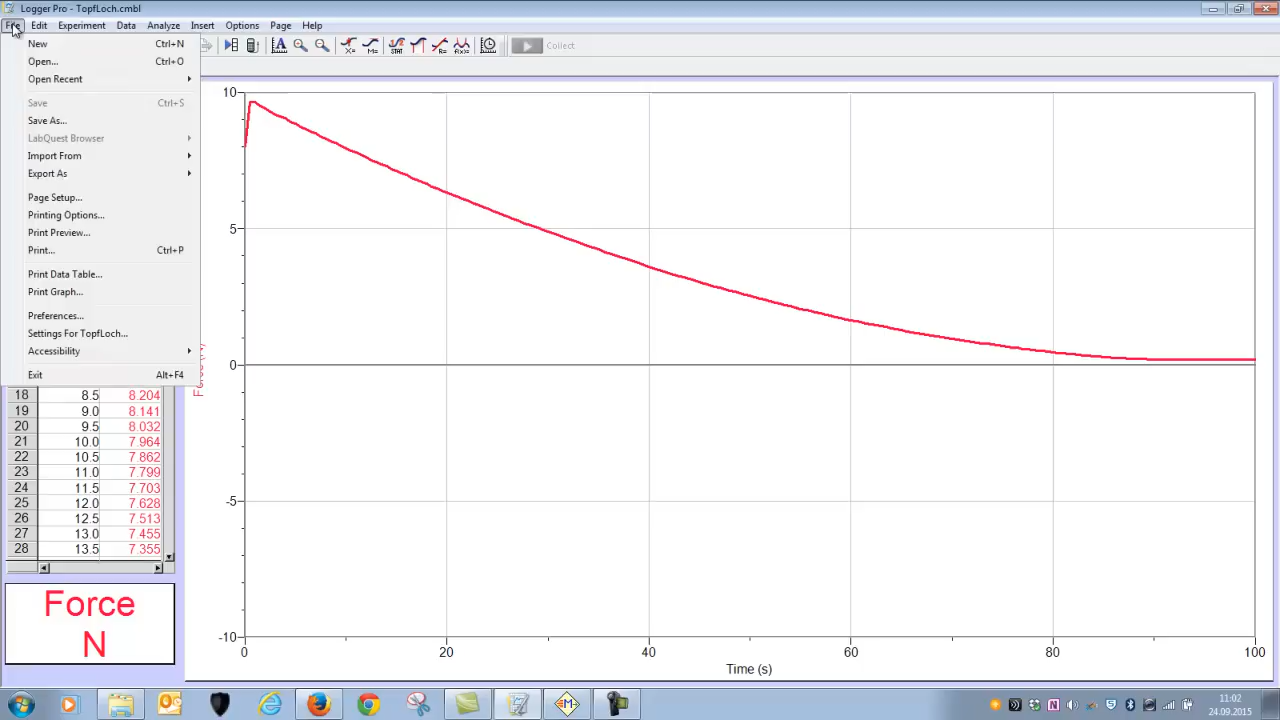 Logger Pro - TopfLoch.cmbl
File Edit Experiment Data Analyze Insert Options Page Help
New Ctrl+N
Open... Ctrl+O
Open Recent
Save Ctrl+S
Save As...
LabQuest Browser
Import From
Export As
Page Setup...
Printing Options...
Print Preview...
Print... Ctrl+P
Print Data Table...
Print Graph...
Preferences...
Settings For TopfLoch...
Accessibility
Exit Alt+F4
Collect
18 8.5 8.204
19 9.0 8.141
20 9.5 8.032
21 10.0 7.964
22 10.5 7.862
23 11.0 7.799
24 11.5 7.703
25 12.0 7.628
26 12.5 7.513
27 13.0 7.455
28 13.5 7.355
Force
N
10
5
0
-5
-10
0 20 40 60 80 100
Time (s)
11:02
24.09.2015